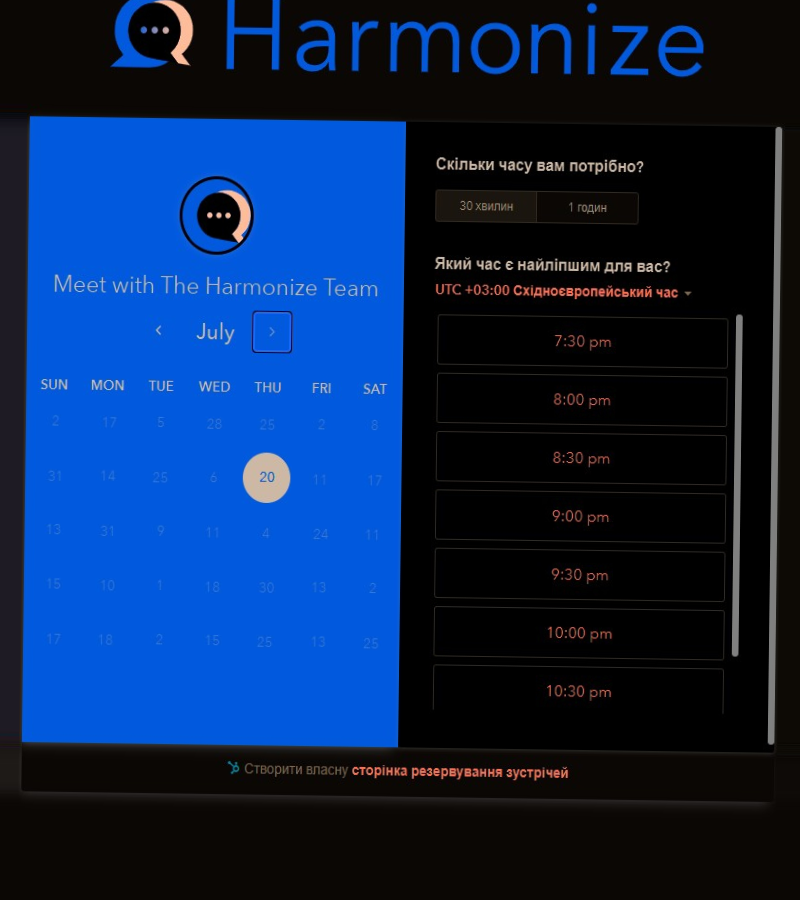 Harmonize
Meet with The Harmonize Team
July
SUN MON TUE WED THU FRI SAT
2 17 5 28 25 2 8
31 14 25 6 20 11 17
13 31 9 11 4 24 11
15 10 1 18 30 13 2
17 18 2 15 25 13 25
Скільки часу вам потрібно?
30 хвилин 1 годин
Який час є найліпшим для вас?
UTC +03:00 Східноєвропейський час
7:30 pm
8:00 pm
8:30 pm
9:00 pm
9:30 pm
10:00 pm
10:30 pm
Створити власну сторінка резервування зустрічей